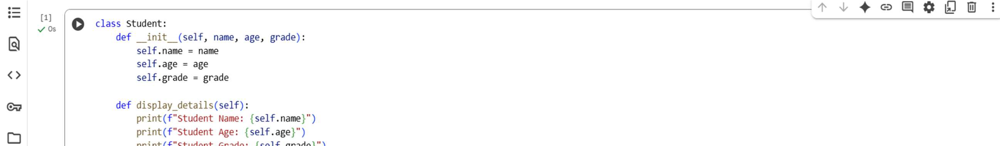 [1]
0s
class Student:
    def __init__(self, name, age, grade):
        self.name = name
        self.age = age
        self.grade = grade
    def display_details(self):
        print(f"Student Name: {self.name}")
        print(f"Student Age: {self.age}")
        print(f"Student Grade: {self.grade}")